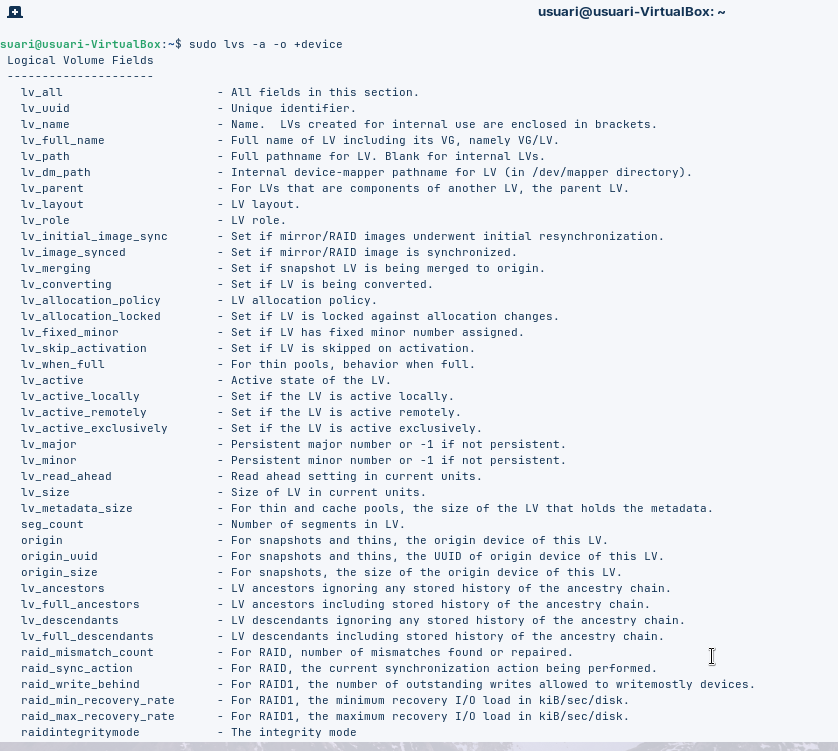 usuari@usuari-VirtualBox: ~
suari@usuari-VirtualBox:~$ sudo lvs -a -o +device
Logical Volume Fields
---------------------
lv_all - All fields in this section.
lv_uuid - Unique identifier.
lv_name - Name.  LVs created for internal use are enclosed in brackets.
lv_full_name - Full name of LV including its VG, namely VG/LV.
lv_path - Full pathname for LV. Blank for internal LVs.
lv_dm_path - Internal device-mapper pathname for LV (in /dev/mapper directory).
lv_parent - For LVs that are components of another LV, the parent LV.
lv_layout - LV layout.
lv_role - LV role.
lv_initial_image_sync - Set if mirror/RAID images underwent initial resynchronization.
lv_image_synced - Set if mirror/RAID image is synchronized.
lv_merging - Set if snapshot LV is being merged to origin.
lv_converting - Set if LV is being converted.
lv_allocation_policy - LV allocation policy.
lv_allocation_locked - Set if LV is locked against allocation changes.
lv_fixed_minor - Set if LV has fixed minor number assigned.
lv_skip_activation - Set if LV is skipped on activation.
lv_when_full - For thin pools, behavior when full.
lv_active - Active state of the LV.
lv_active_locally - Set if the LV is active locally.
lv_active_remotely - Set if the LV is active remotely.
lv_active_exclusively - Set if the LV is active exclusively.
lv_major - Persistent major number or -1 if not persistent.
lv_minor - Persistent minor number or -1 if not persistent.
lv_read_ahead - Read ahead setting in current units.
lv_size - Size of LV in current units.
lv_metadata_size - For thin and cache pools, the size of the LV that holds the metadata.
seg_count - Number of segments in LV.
origin - For snapshots and thins, the origin device of this LV.
origin_uuid - For snapshots and thins, the UUID of origin device of this LV.
origin_size - For snapshots, the size of the origin device of this LV.
lv_ancestors - LV ancestors ignoring any stored history of the ancestry chain.
lv_full_ancestors - LV ancestors including stored history of the ancestry chain.
lv_descendants - LV descendants ignoring any stored history of the ancestry chain.
lv_full_descendants - LV descendants including stored history of the ancestry chain.
raid_mismatch_count - For RAID, number of mismatches found or repaired.
raid_sync_action - For RAID, the current synchronization action being performed.
raid_write_behind - For RAID1, the number of outstanding writes allowed to writemostly devices.
raid_min_recovery_rate - For RAID1, the minimum recovery I/O load in kiB/sec/disk.
raid_max_recovery_rate - For RAID1, the maximum recovery I/O load in kiB/sec/disk.
raidintegritymode - The integrity mode